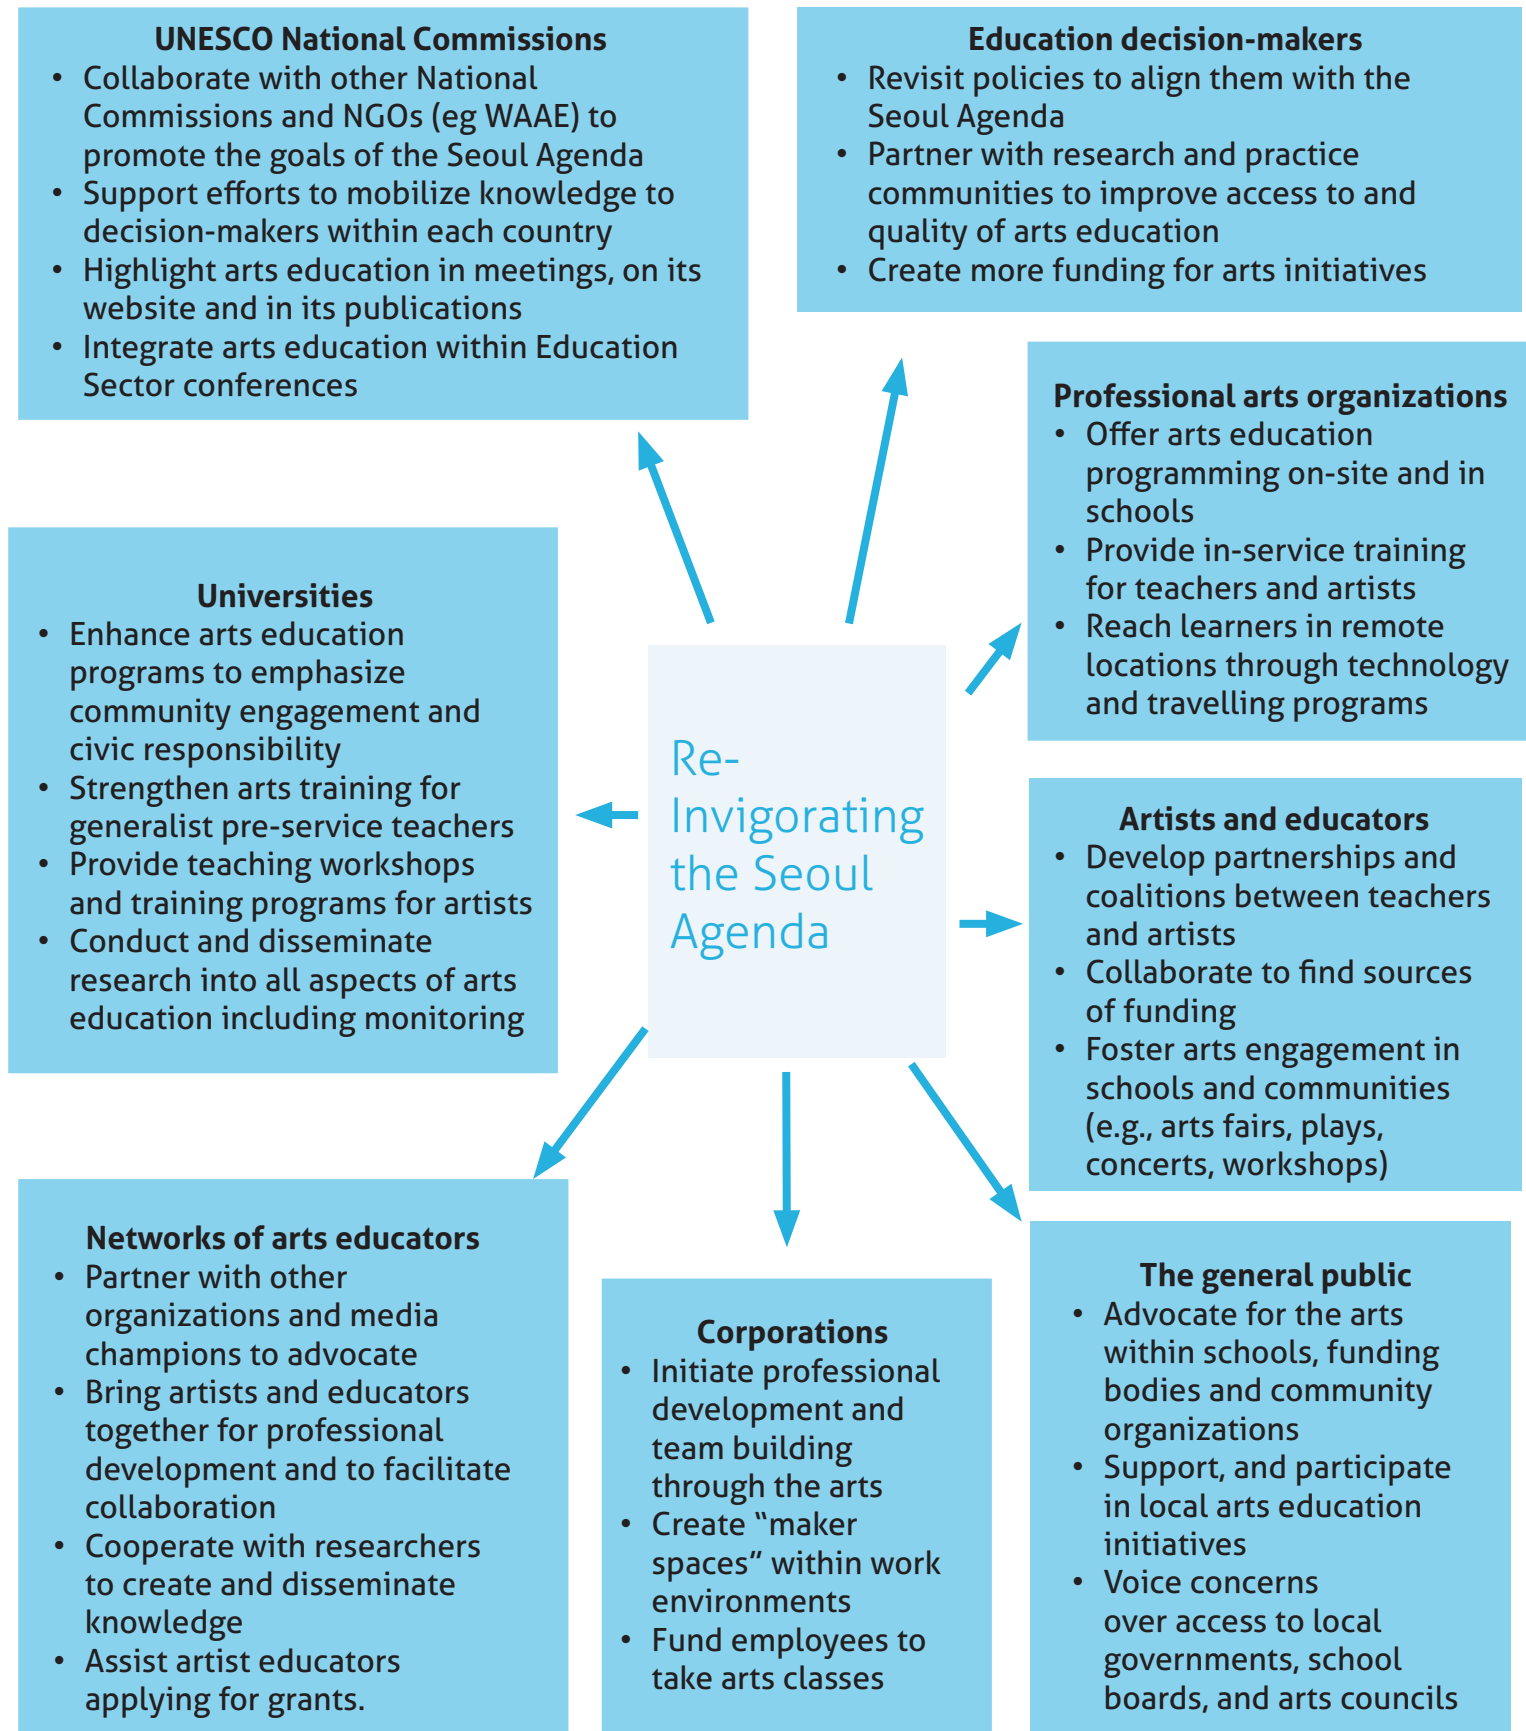 UNESCO National Commissions
• Collaborate with other National
Commissions and NGOs (eg WAAE) to
promote the goals of the Seoul Agenda
• Support efforts to mobilize knowledge to
decision-makers within each country
• Highlight arts education in meetings, on its
website and in its publications
• Integrate arts education within Education
Sector conferences
Education decision-makers
• Revisit policies to align them with the
Seoul Agenda
• Partner with research and practice
communities to improve access to and
quality of arts education
• Create more funding for arts initiatives
Professional arts organizations
• Offer arts education
programming on-site and in
schools
• Provide in-service training
for teachers and artists
• Reach learners in remote
locations through technology
and travelling programs
Universities
• Enhance arts education
programs to emphasize
community engagement and
civic responsibility
• Strengthen arts training for
generalist pre-service teachers
• Provide teaching workshops
and training programs for artists
• Conduct and disseminate
research into all aspects of arts
education including monitoring
Re-
Invigorating
the Seoul
Agenda
Artists and educators
• Develop partnerships and
coalitions between teachers
and artists
• Collaborate to find sources
of funding
• Foster arts engagement in
schools and communities
(e.g., arts fairs, plays,
concerts, workshops)
Networks of arts educators
• Partner with other
organizations and media
champions to advocate
• Bring artists and educators
together for professional
development and to facilitate
collaboration
• Cooperate with researchers
to create and disseminate
knowledge
• Assist artist educators
applying for grants.
Corporations
• Initiate professional
development and
team building
through the arts
• Create “maker
spaces” within work
environments
• Fund employees to
take arts classes
The general public
• Advocate for the arts
within schools, funding
bodies and community
organizations
• Support, and participate
in local arts education
initiatives
• Voice concerns
over access to local
governments, school
boards, and arts councils